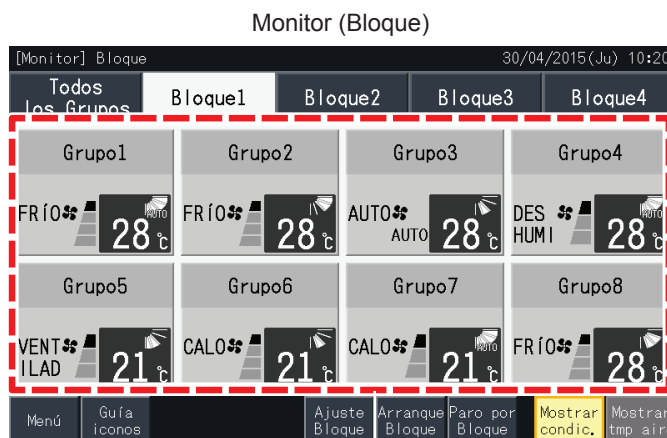 Monitor (Bloque)
[Monitor] Bloque 30/04/2015(Ju) 10:20
Todos los Grupos
Bloque1
Bloque2
Bloque3
Bloque4
Grupo1
FRÍO
AUTO
28 °C
Grupo2
FRÍO
28 °C
Grupo3
AUTO
AUTO
28 °C
Grupo4
DES
HUMI
AUTO
28 °C
Grupo5
VENT
ILAD
21 °C
Grupo6
CALO
21 °C
Grupo7
CALO
AUTO
21 °C
Grupo8
FRÍO
28 °C
Menú
Guía
iconos
Ajuste
Bloque
Arranque
Bloque
Paro por
Bloque
Mostrar
condic.
Mostrar
tmp air